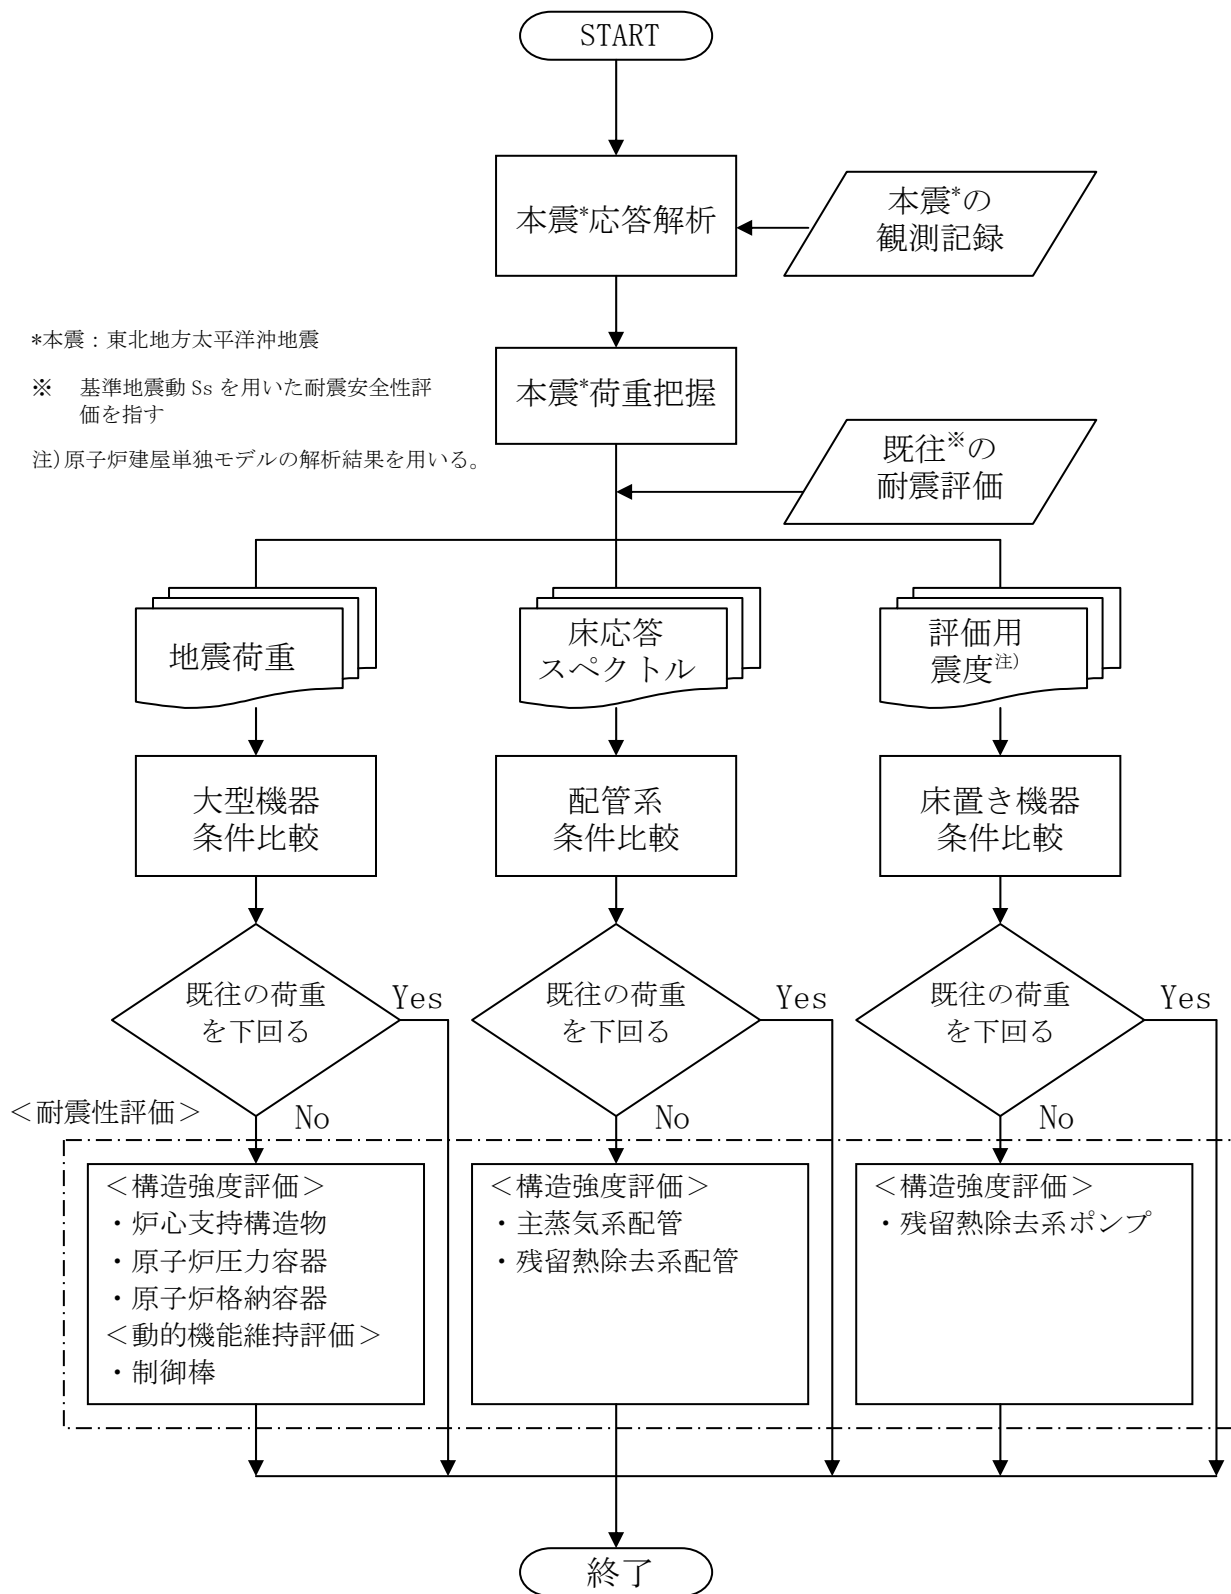 START
本震*応答解析
本震*の
観測記録
*本震：東北地方太平洋沖地震
※　基準地震動 Ss を用いた耐震安全性評
価を指す
注)原子炉建屋単独モデルの解析結果を用いる。
本震*荷重把握
既往※の
耐震評価
地震荷重
床応答
スペクトル
評価用
震度注)
大型機器
条件比較
配管系
条件比較
床置き機器
条件比較
既往の荷重
を下回る
Yes
No
既往の荷重
を下回る
Yes
No
既往の荷重
を下回る
Yes
No
＜耐震性評価＞
＜構造強度評価＞
・炉心支持構造物
・原子炉圧力容器
・原子炉格納容器
＜動的機能維持評価＞
・制御棒
＜構造強度評価＞
・主蒸気系配管
・残留熱除去系配管
＜構造強度評価＞
・残留熱除去系ポンプ
終了